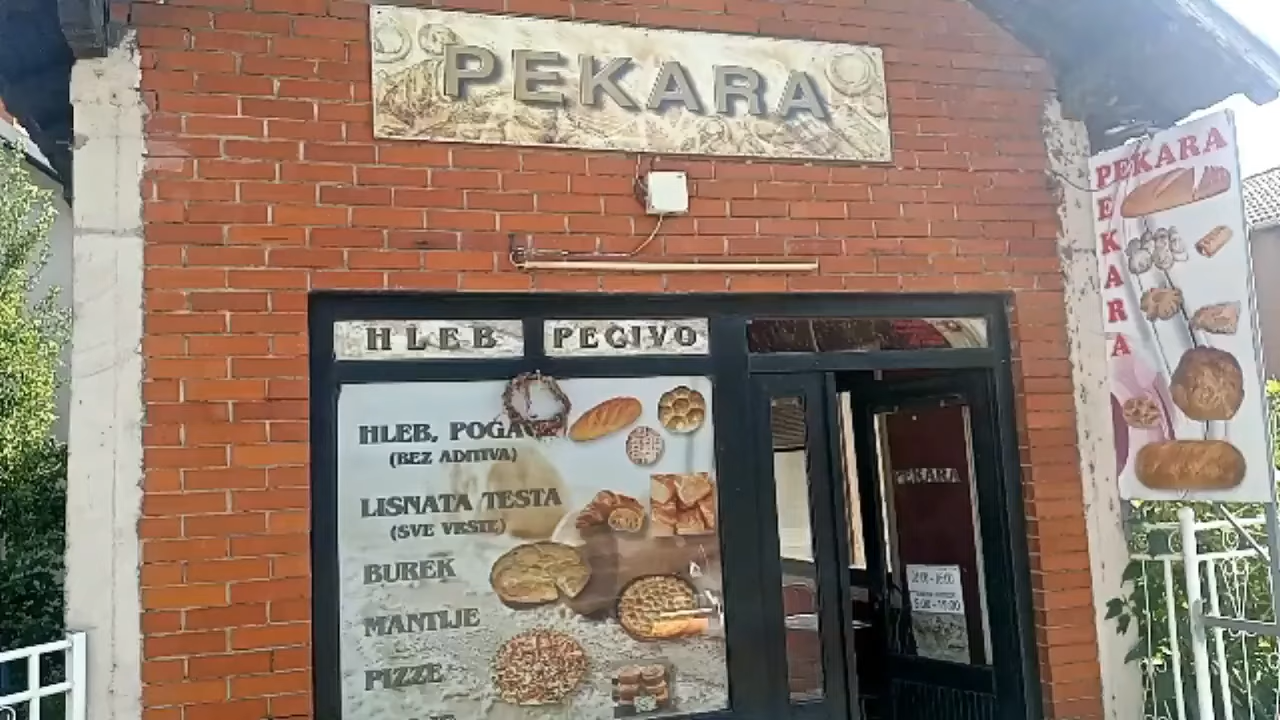 PEKARA
PEKARA
PEKARA
HLEB PECIVO
HLEB, POGA
(BEZ ADITIVA)
LISNATA TESTA
(SVE VRSTE)
BUREK
MANTIJE
PIZZE
PEKARA